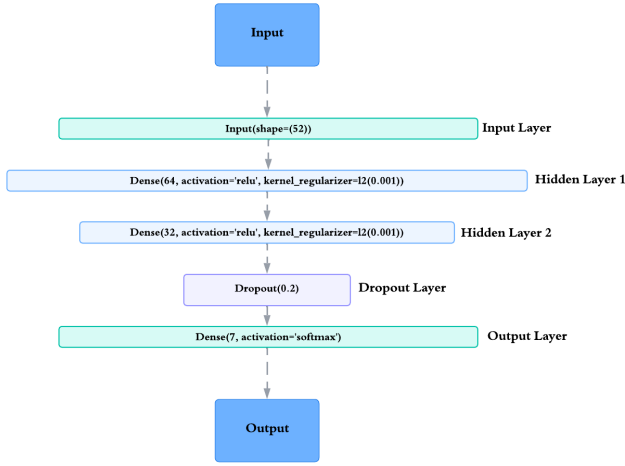 Input
Input(shape=(52))
Input Layer
Dense(64, activation='relu', kernel_regularizer=l2(0.001))
Hidden Layer 1
Dense(32, activation='relu', kernel_regularizer=l2(0.001))
Hidden Layer 2
Dropout(0.2)
Dropout Layer
Dense(7, activation='softmax')
Output Layer
Output